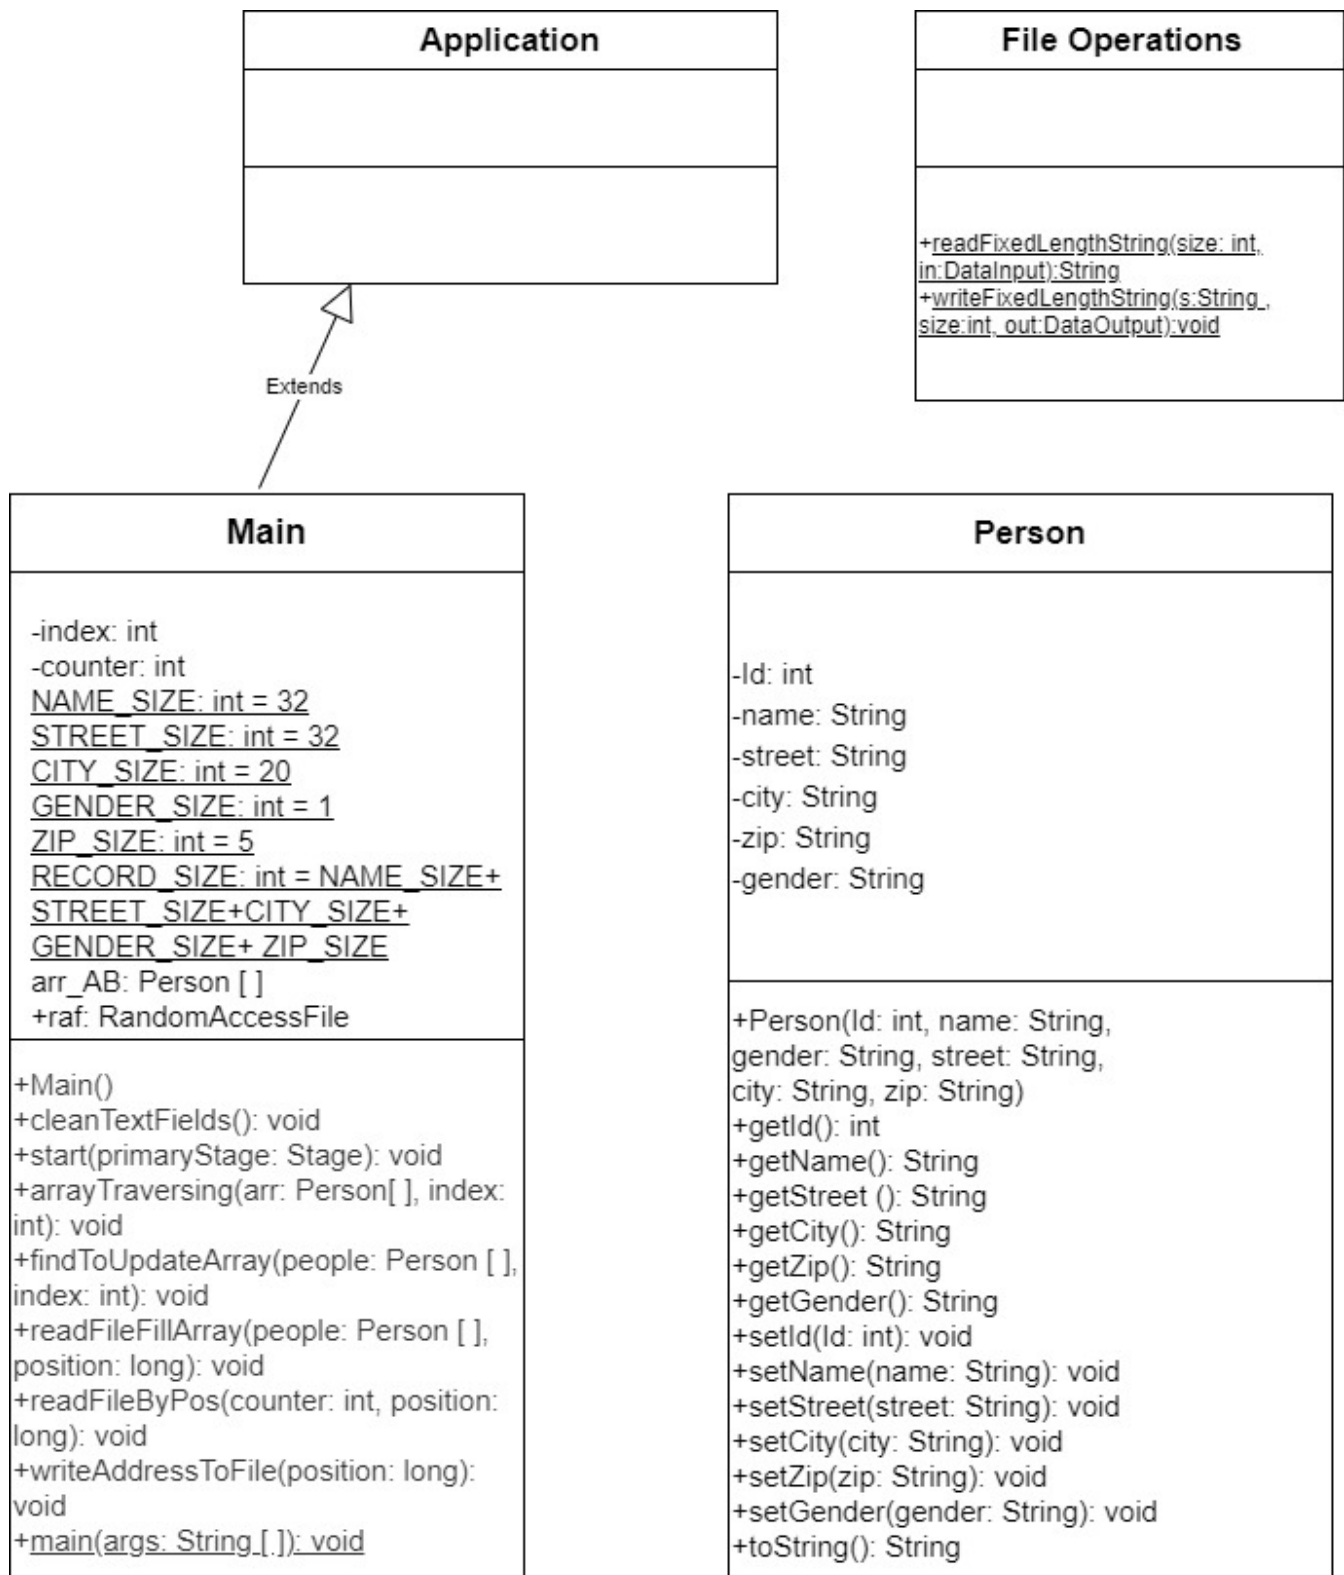 Application
File Operations
+readFixedLengthString(size: int,
in:DataInput):String
+writeFixedLengthString(s:String ,
size:int, out:DataOutput):void
Extends
Main
-index: int
-counter: int
NAME_SIZE: int = 32
STREET_SIZE: int = 32
CITY_SIZE: int = 20
GENDER_SIZE: int = 1
ZIP_SIZE: int = 5
RECORD_SIZE: int = NAME_SIZE+
STREET_SIZE+CITY_SIZE+
GENDER_SIZE+ ZIP_SIZE
arr_AB: Person [ ]
+raf: RandomAccessFile
+Main()
+cleanTextFields(): void
+start(primaryStage: Stage): void
+arrayTraversing(arr: Person[ ], index:
int): void
+findToUpdateArray(people: Person [ ],
index: int): void
+readFileFillArray(people: Person [ ],
position: long): void
+readFileByPos(counter: int, position:
long): void
+writeAddressToFile(position: long):
void
+main(args: String [ ]): void
Person
-Id: int
-name: String
-street: String
-city: String
-zip: String
-gender: String
+Person(Id: int, name: String,
gender: String, street: String,
city: String, zip: String)
+getId(): int
+getName(): String
+getStreet (): String
+getCity(): String
+getZip(): String
+getGender(): String
+setId(Id: int): void
+setName(name: String): void
+setStreet(street: String): void
+setCity(city: String): void
+setZip(zip: String): void
+setGender(gender: String): void
+toString(): String